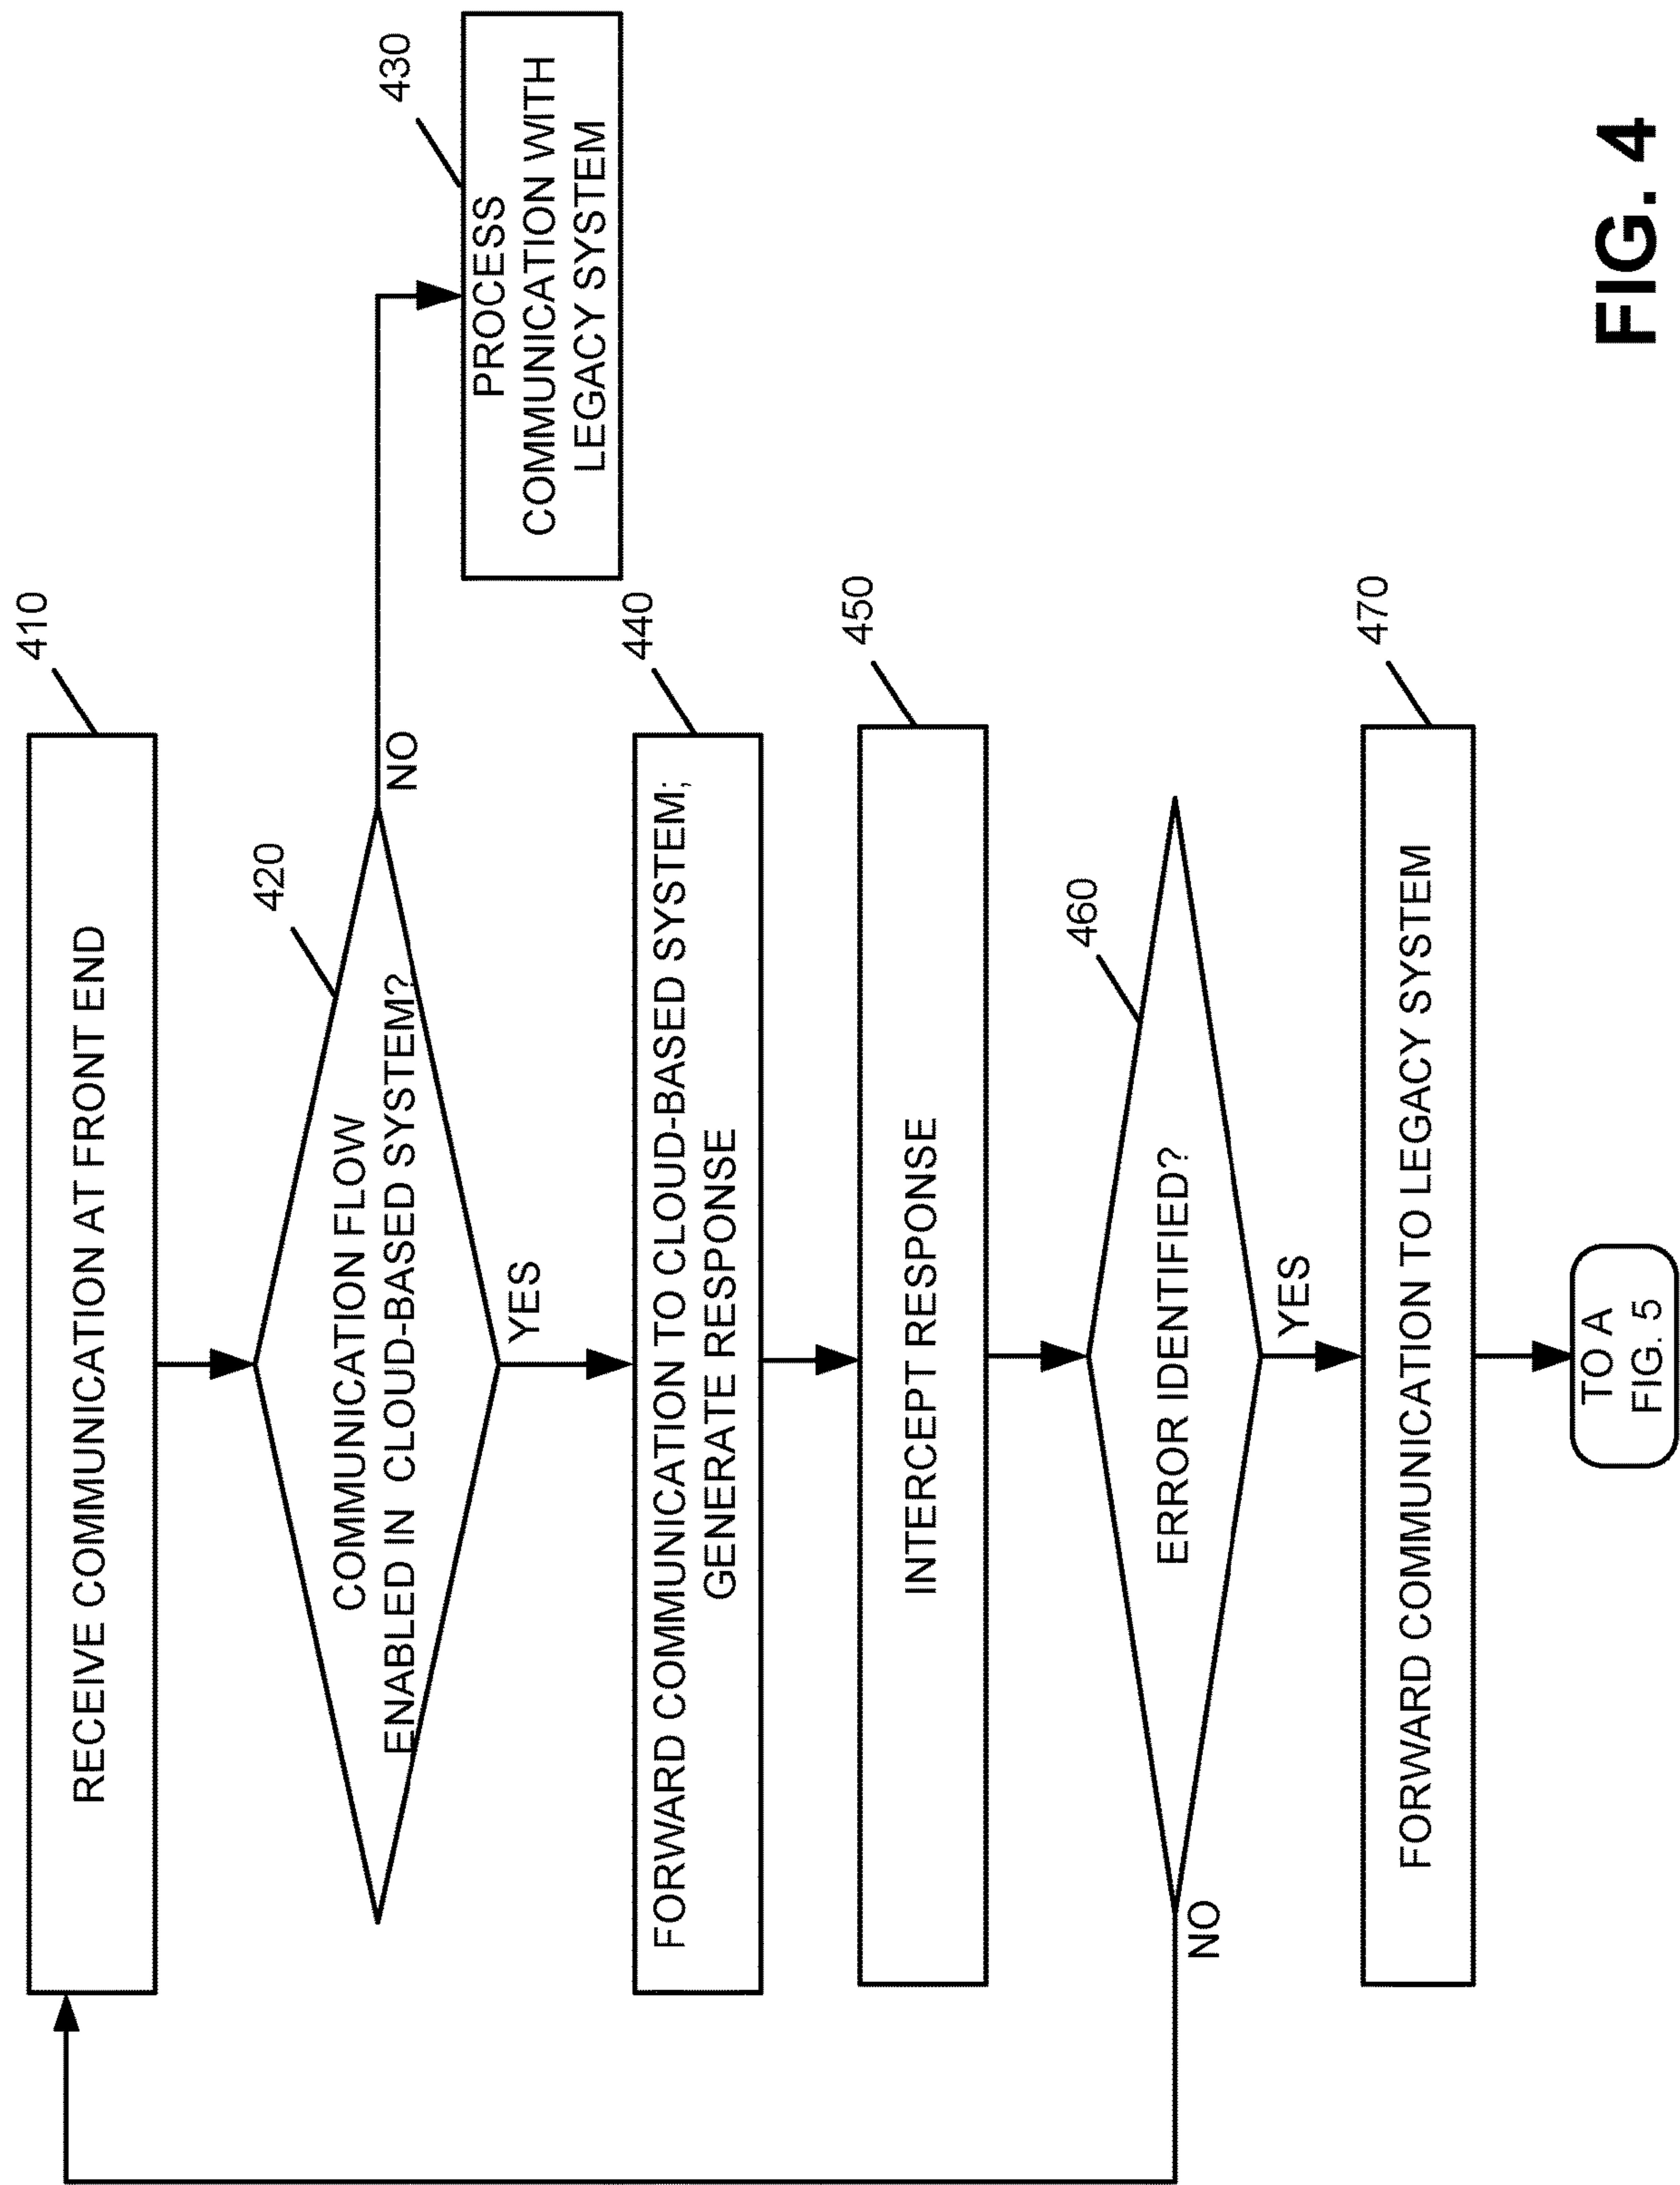 410
RECEIVE COMMUNICATION AT FRONT END
420
COMMUNICATION FLOW
ENABLED IN CLOUD-BASED SYSTEM?
NO
YES
430
PROCESS
COMMUNICATION WITH
LEGACY SYSTEM
440
FORWARD COMMUNICATION TO CLOUD-BASED SYSTEM;
GENERATE RESPONSE
450
INTERCEPT RESPONSE
460
ERROR IDENTIFIED?
NO
YES
470
FORWARD COMMUNICATION TO LEGACY SYSTEM
TO A
FIG. 5
FIG. 4